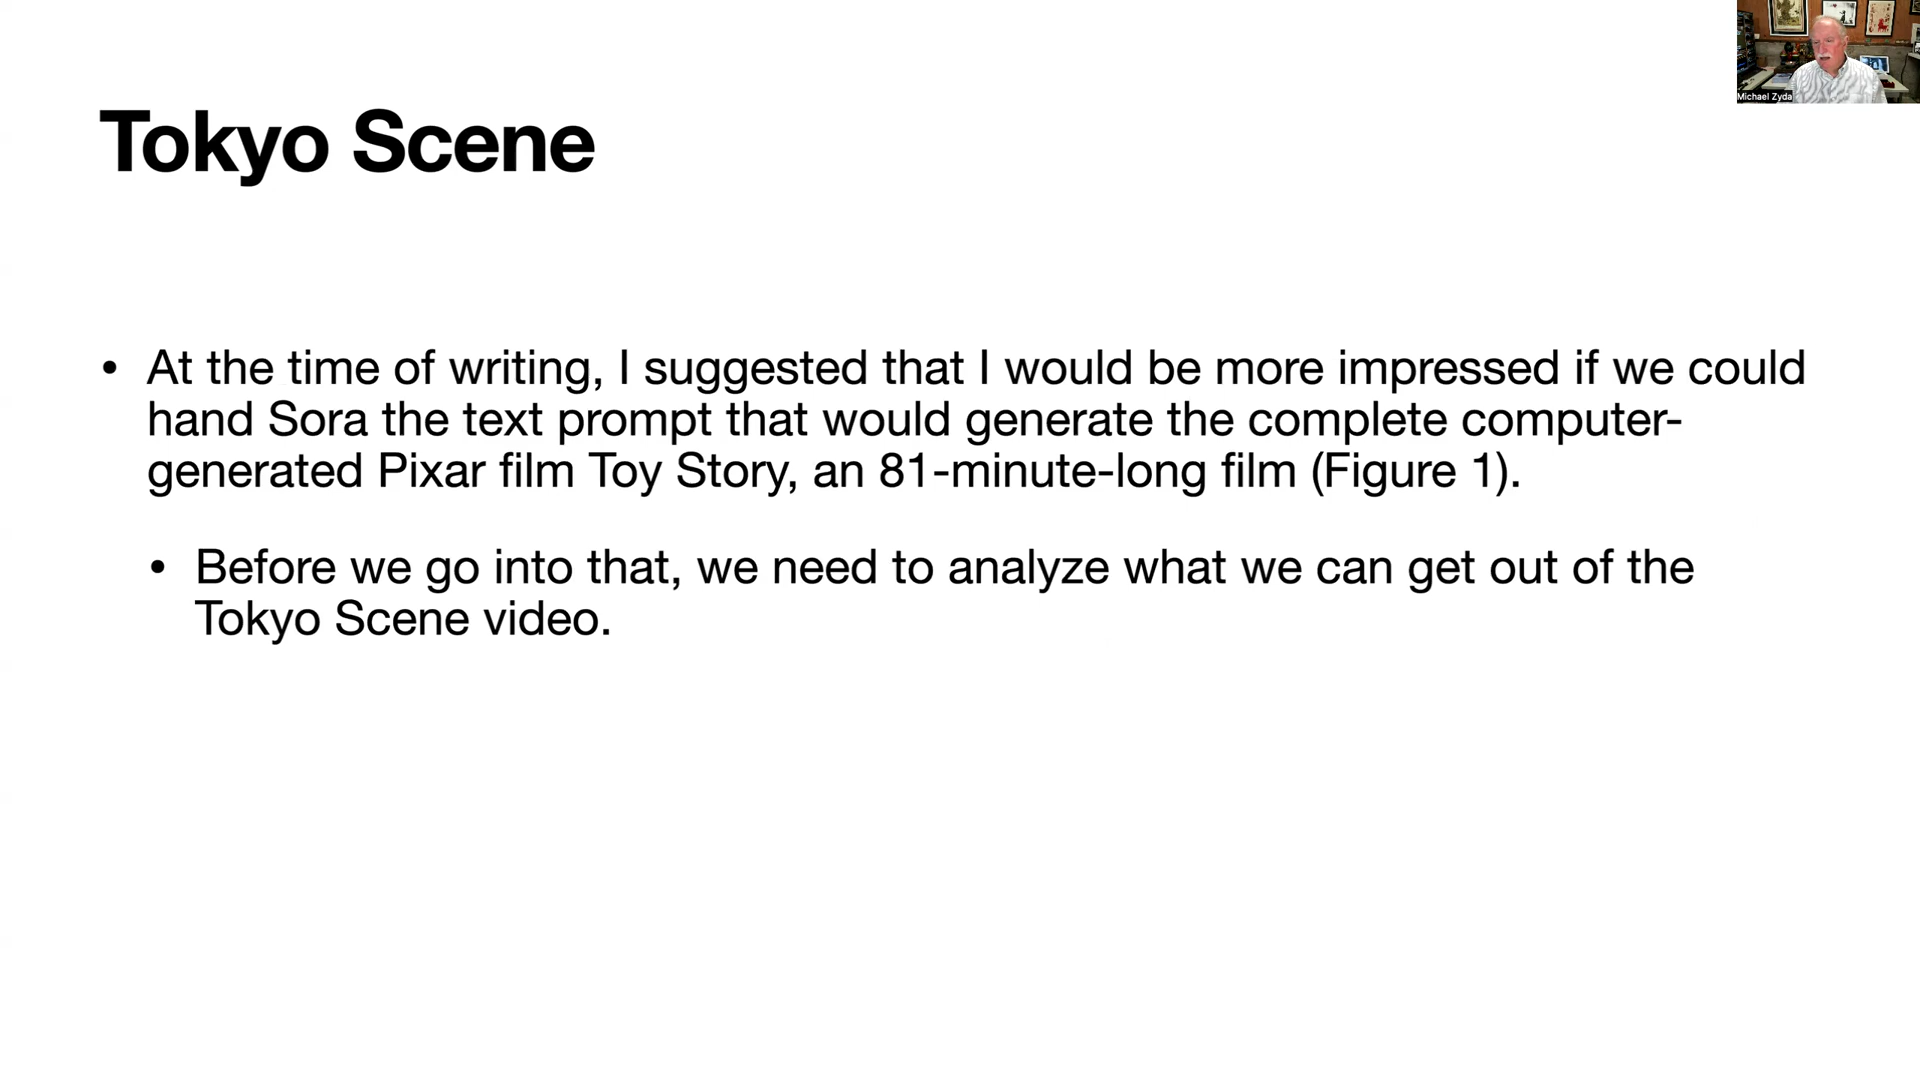 Michael Zyda
Tokyo Scene
• At the time of writing, I suggested that I would be more impressed if we could
hand Sora the text prompt that would generate the complete computer-
generated Pixar film Toy Story, an 81-minute-long film (Figure 1).
• Before we go into that, we need to analyze what we can get out of the
Tokyo Scene video.